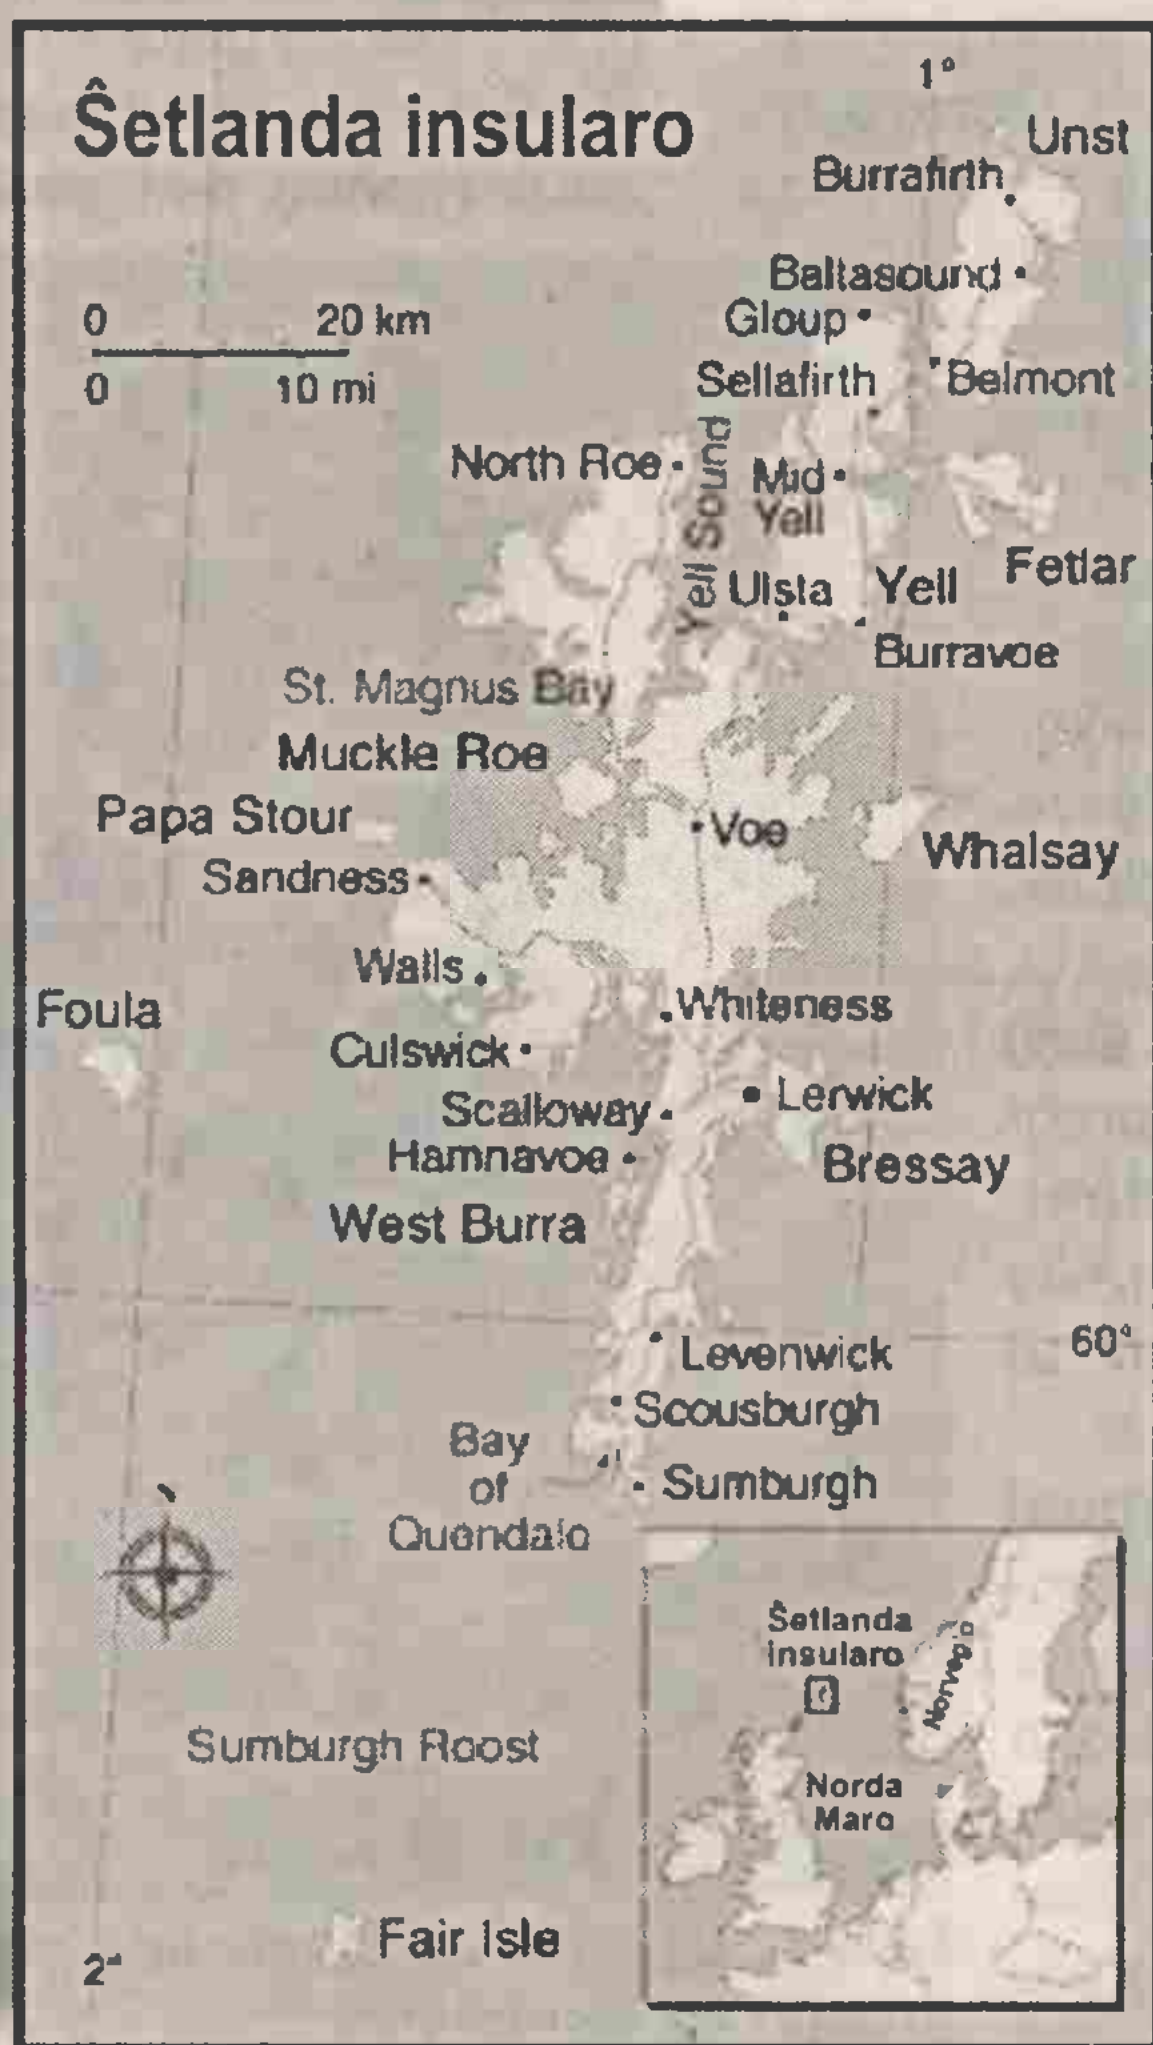 Ŝetlanda insularo
1°
Unst
Burrafirth
Baltasound
0 20 km
Gloup
0 10 mi
Sellafirth
Belmont
North Roe
Yell Sound
Mid
Yell
Fetlar
Ulsta
Yell
Burravoe
St. Magnus Bay
Muckle Roe
Papa Stour
Voe
Whalsay
Sandness
Walls
Foula
Whiteness
Culswick
Lerwick
Scalloway
Hamnavoe
Bressay
West Burra
60°
Levenwick
Scousburgh
Bay
of
Quendale
Sumburgh
Ŝetlanda
insularo
Norveg
Sumburgh Roost
Norda
Maro
Fair Isle
2°